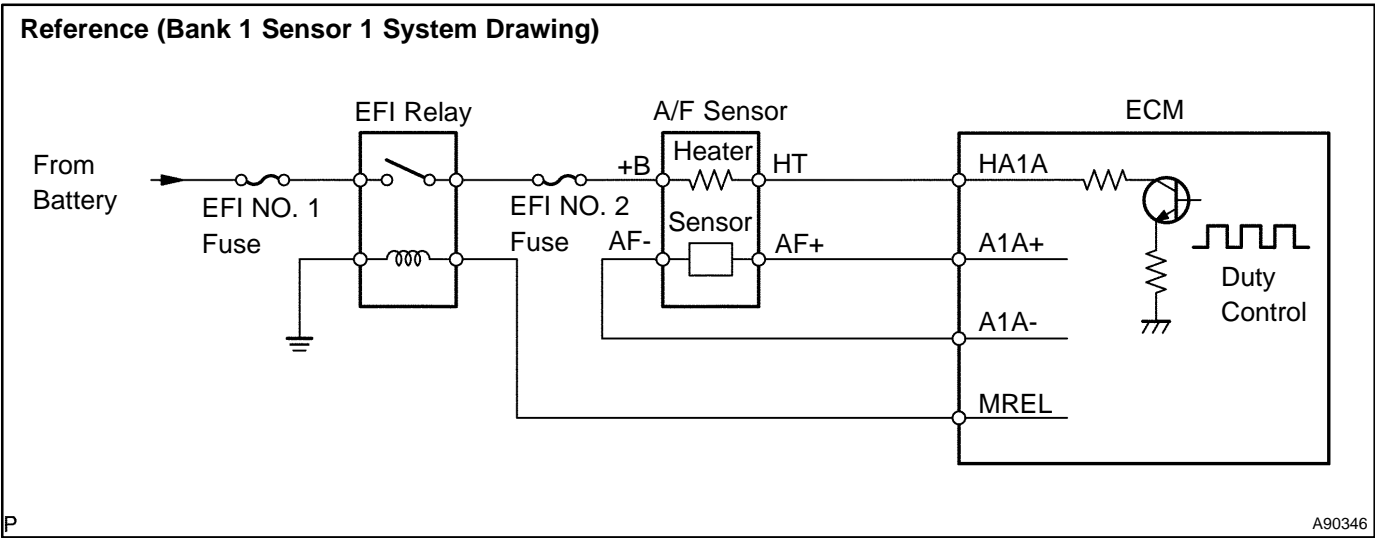 Reference (Bank 1 Sensor 1 System Drawing)
EFI Relay
A/F Sensor
ECM
From
Battery
EFI NO. 1
Fuse
EFI NO. 2
Fuse
+B
Heater
HT
HA1A
Sensor
AF-
AF+
A1A+
Duty
Control
A1A-
MREL
P
A90346